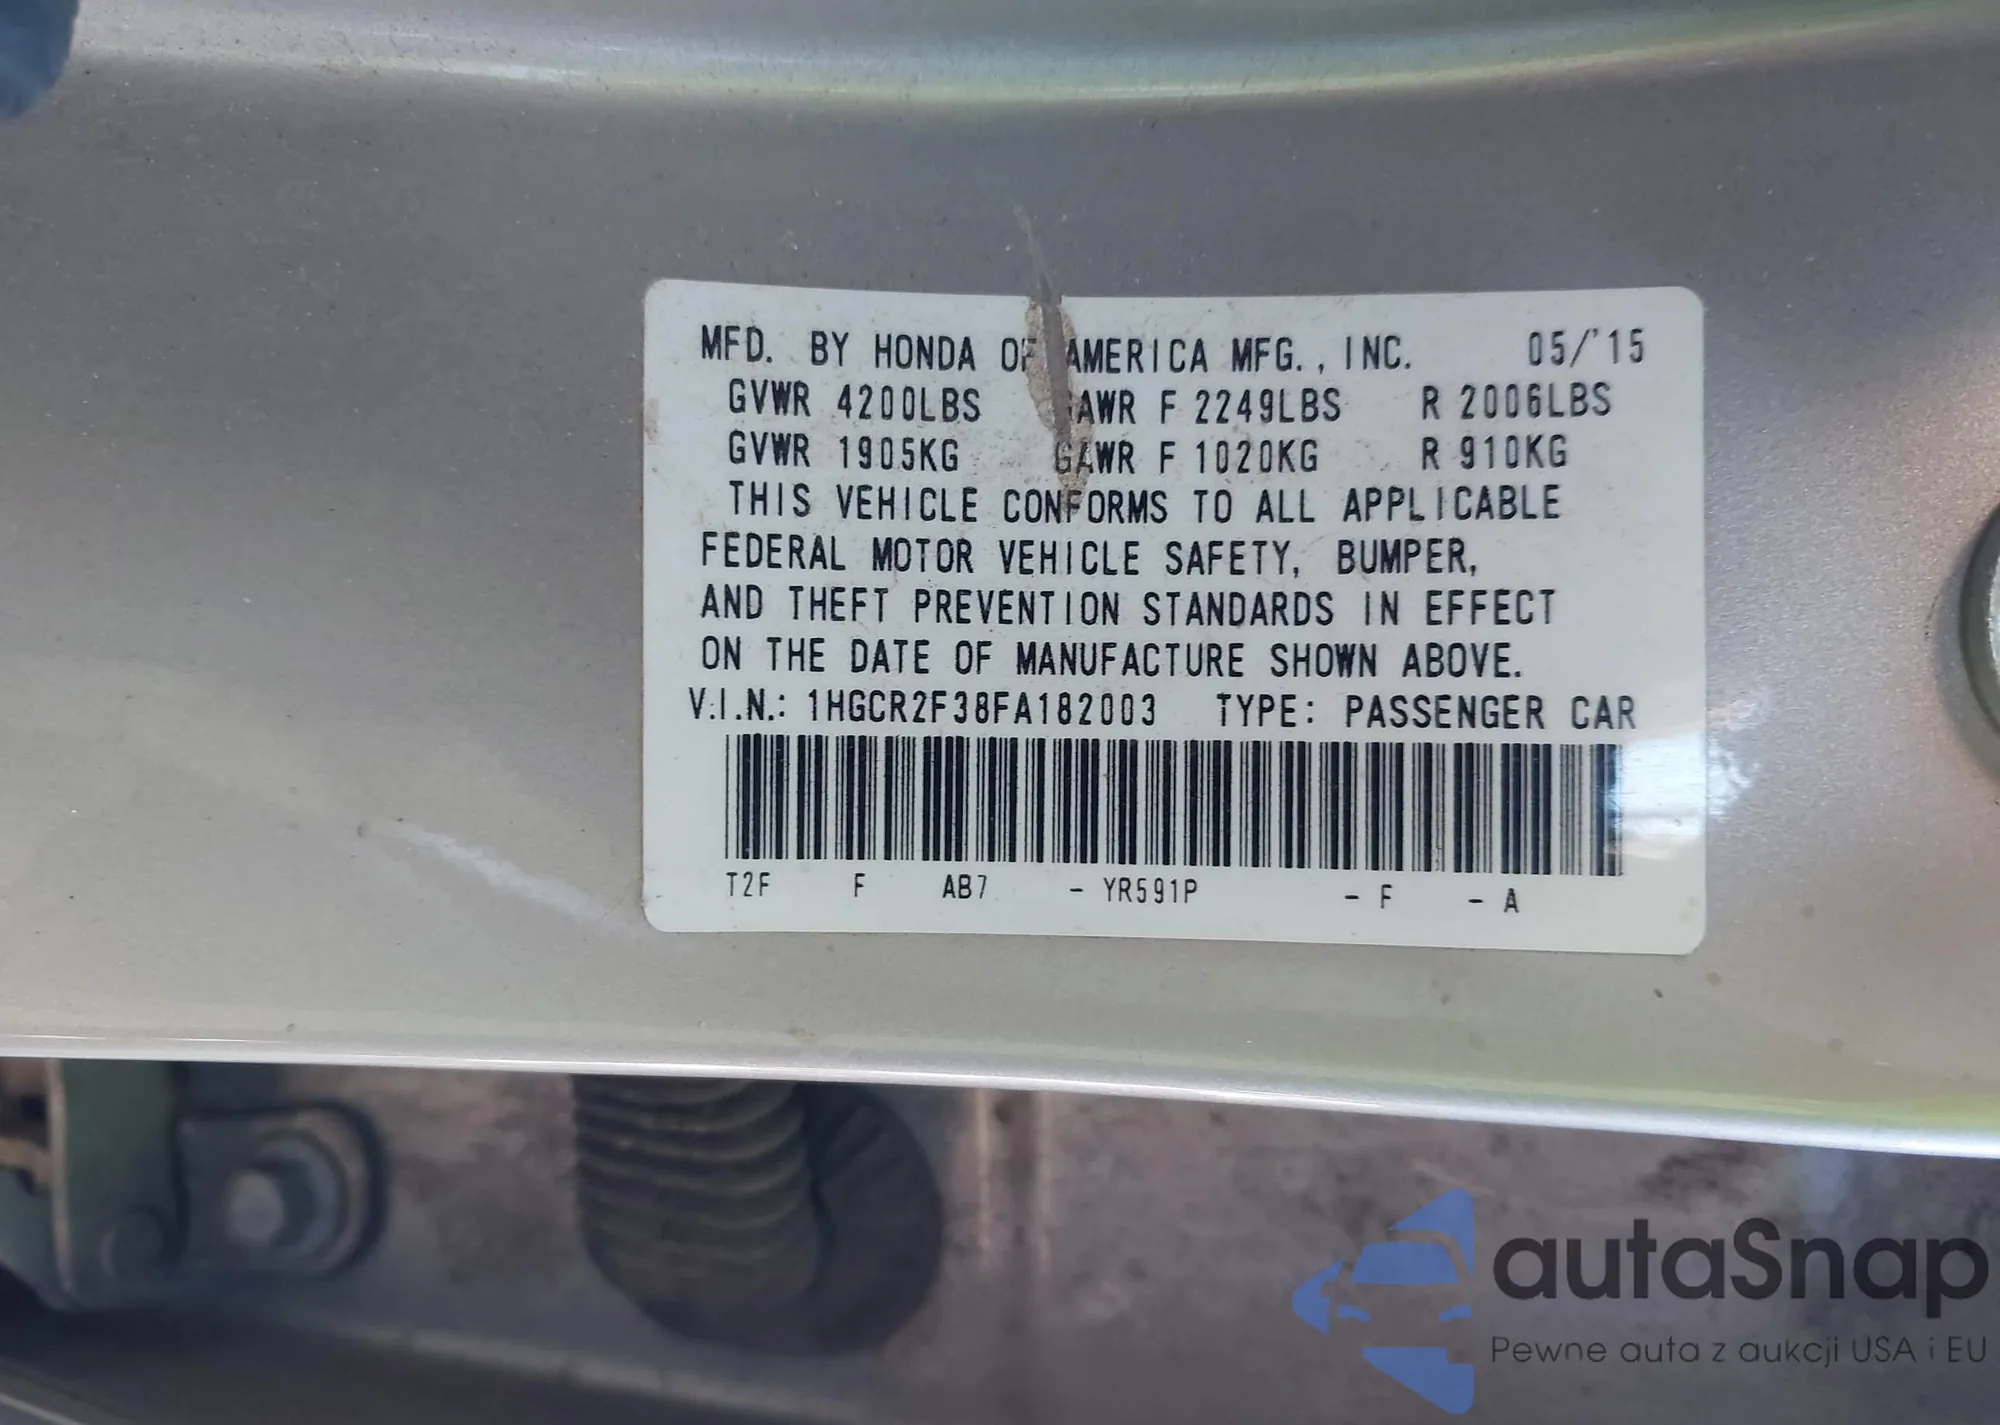 MFD. BY HONDA OF AMERICA MFG., INC. 05/'15
GVWR 4200LBS GAWR F 2249LBS R 2006LBS
GVWR 1905KG GAWR F 1020KG R 910KG
THIS VEHICLE CONFORMS TO ALL APPLICABLE
FEDERAL MOTOR VEHICLE SAFETY, BUMPER,
AND THEFT PREVENTION STANDARDS IN EFFECT
ON THE DATE OF MANUFACTURE SHOWN ABOVE.
V.I.N.: 1HGCR2F38FA182003 TYPE: PASSENGER CAR
T2F F AB7 - YR591P - F - A
autaSnap
Pewne auta z aukcji USA i EU